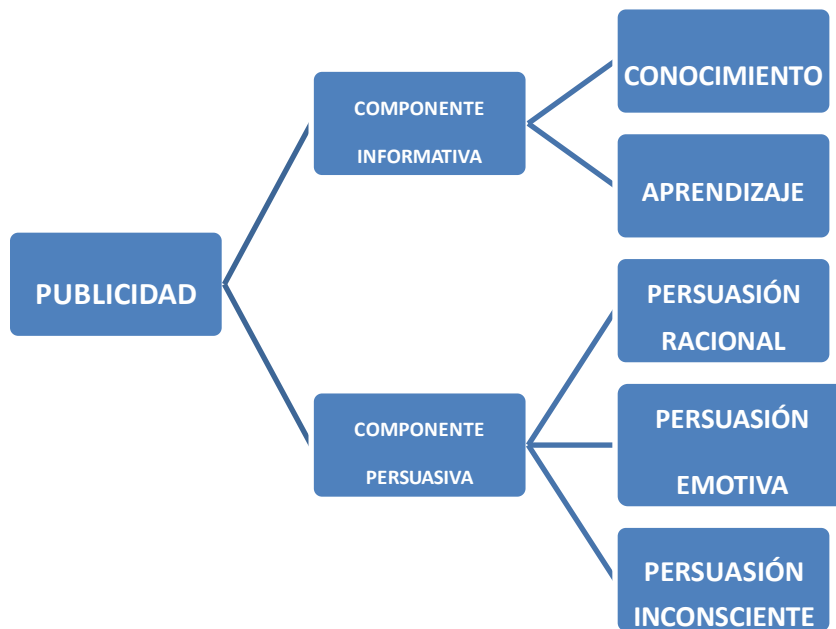 PUBLICIDAD
COMPONENTE
INFORMATIVA
CONOCIMIENTO
APRENDIZAJE
COMPONENTE
PERSUASIVA
PERSUASIÓN
RACIONAL
PERSUASIÓN
EMOTIVA
PERSUASIÓN
INCONSCIENTE